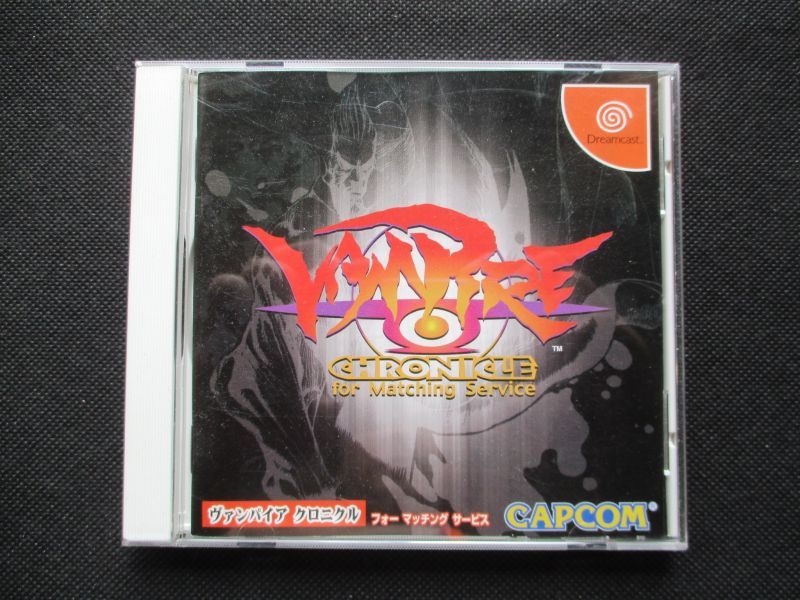 Dreamcast
VAMPIRE
TM
CHRONICLE
for Matching Service
ヴァンパイア クロニクル フォー マッチング サービス CAPCOM®